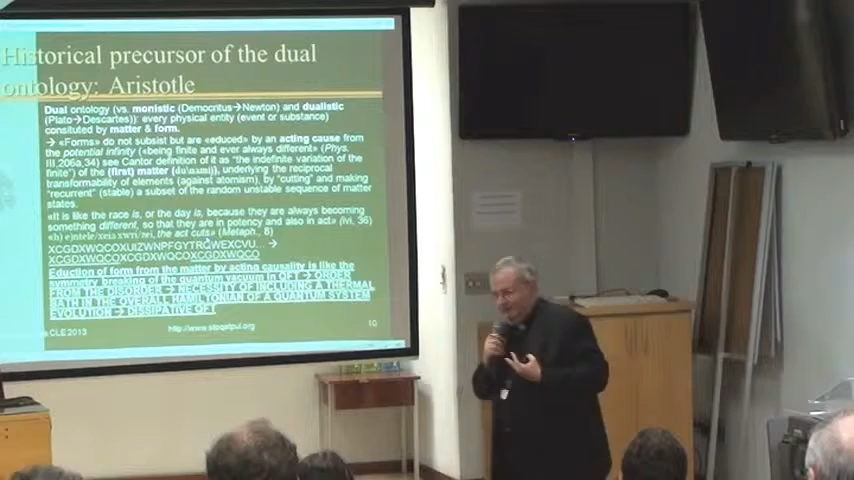 Historical precursor of the dual
ontology: Aristotle
Dual ontology (vs. monistic (Democritus→Newton) and dualistic
(Plato→Descartes)): every physical entity (event or substance)
consituted by matter & form.
→ «Forms» do not subsist but are «educed» by an acting cause from
the potential infinity («being finite and ever always different» (Phys.
III,206a,34) see Cantor definition of it as "the indefinite variation of the
finite") of the (first) matter underlying the reciprocal
transformability of elements (against atomism), by "cutting" and making
"recurrent" (stable) a subset of the random unstable sequence of matter
states.
«It is like the race is, or the day is, because they are always becoming
something different, so that they are in potency and also in act» (ivi, 36)
the act cuts» (Metaph., 8)
XCGDXWQCOXUIZWNPFGYTRQWEXCVU... →
XCGDXWQCOXCGDXWQCOXCGDXWQCO
Eduction of form from the matter by acting causality is like the
symmetry breaking of the quantum vacuum in QFT → ORDER
FROM THE DISORDER → NECESSITY OF INCLUDING A THERMAL
BATH IN THE OVERALL HAMILTONIAN OF A QUANTUM SYSTEM
EVOLUTION → DISSIPATIVE QFT
CLE 2013
10